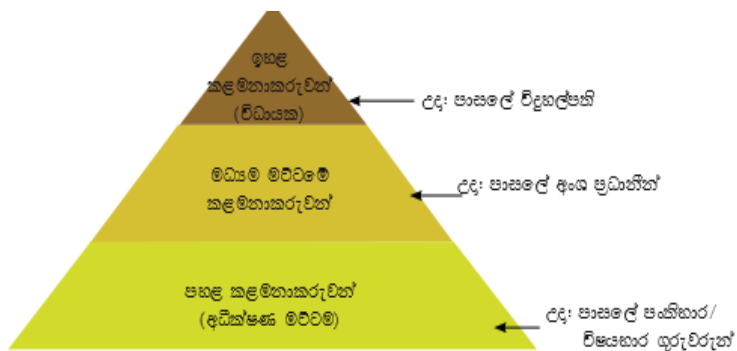 ඉහළ
කළමනාකරුවන්
(විධායක)
උදා: පාසලේ විදුහල්පති
මධ්‍යම මට්ටමේ
කළමනාකරුවන්
උදා: පාසලේ අංශ ප්‍රධානීන්
පහළ කළමනාකරුවන්
(අධීක්ෂණ මට්ටම)
උදා: පාසලේ පංතිභාර/
විෂයභාර ගුරුවරුන්